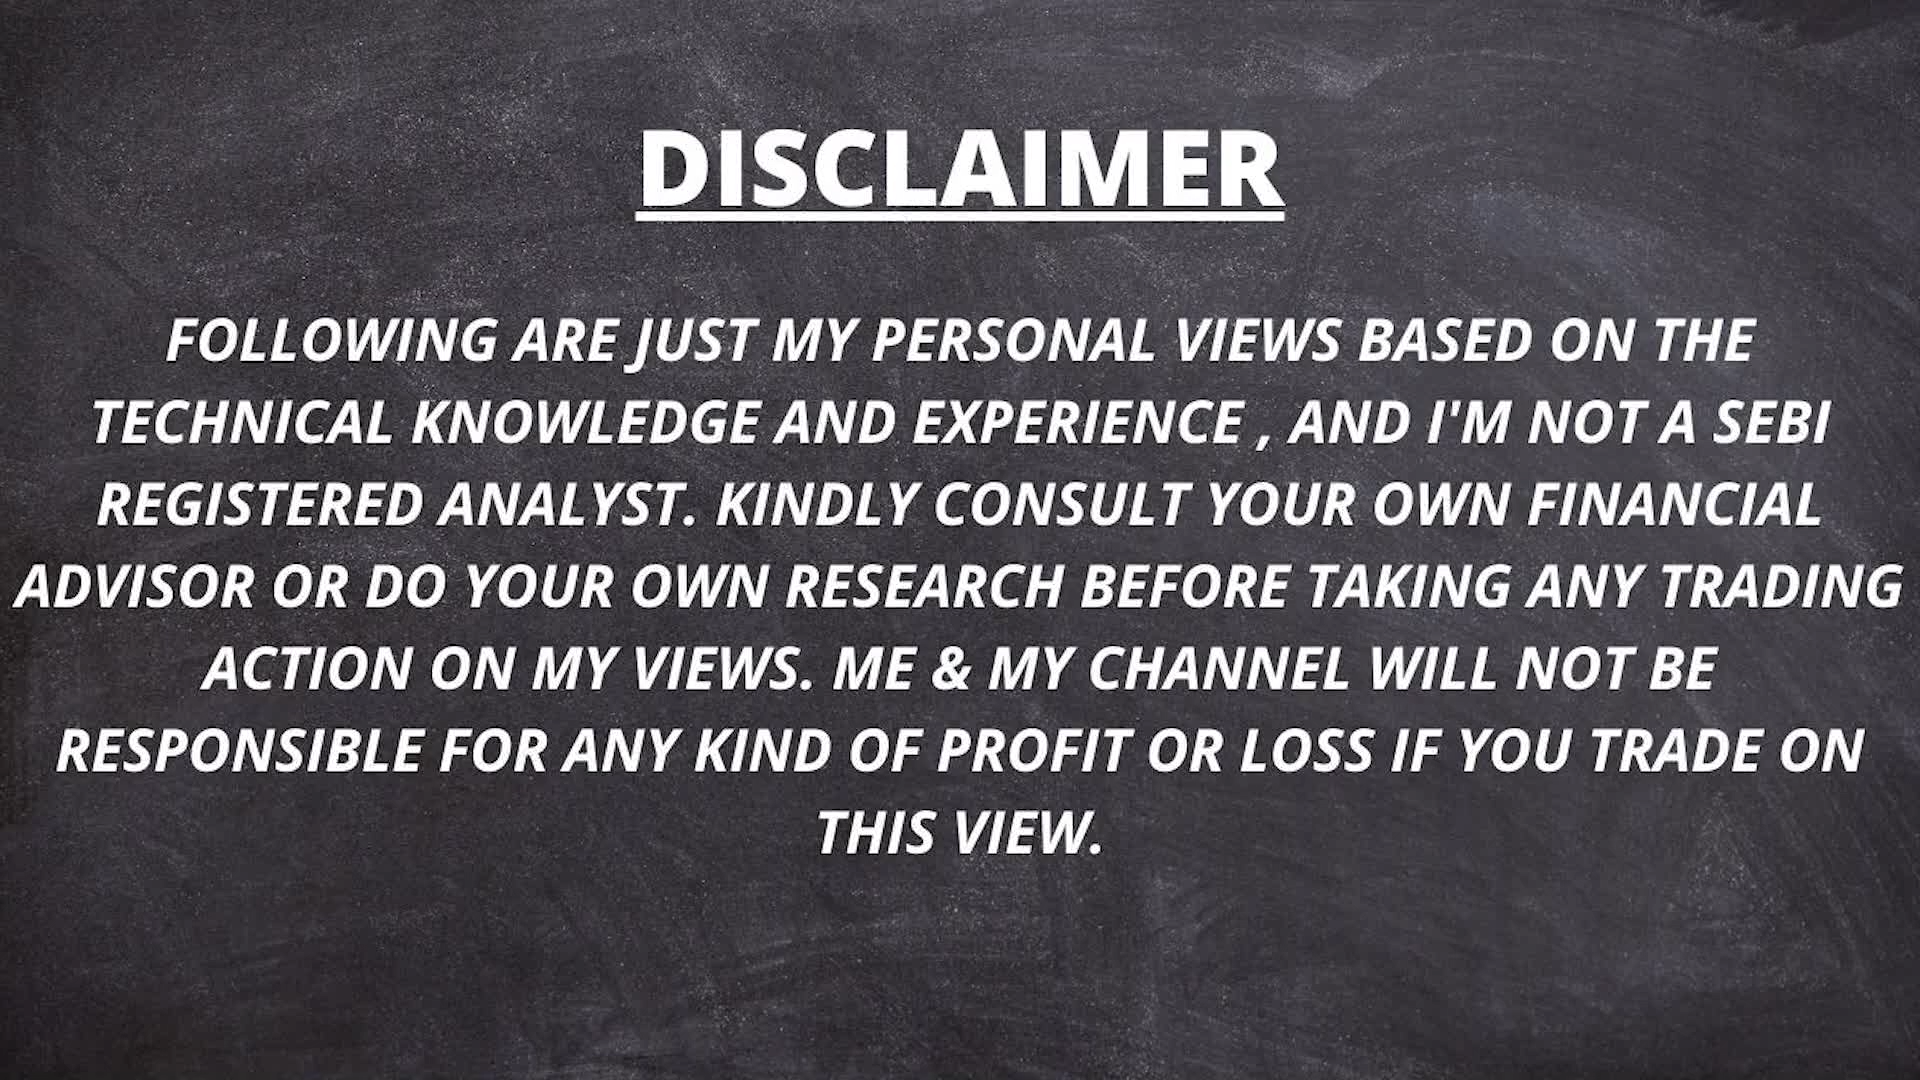 DISCLAIMER
FOLLOWING ARE JUST MY PERSONAL VIEWS BASED ON THE
TECHNICAL KNOWLEDGE AND EXPERIENCE , AND I'M NOT A SEBI
REGISTERED ANALYST. KINDLY CONSULT YOUR OWN FINANCIAL
ADVISOR OR DO YOUR OWN RESEARCH BEFORE TAKING ANY TRADING
ACTION ON MY VIEWS. ME & MY CHANNEL WILL NOT BE
RESPONSIBLE FOR ANY KIND OF PROFIT OR LOSS IF YOU TRADE ON
THIS VIEW.